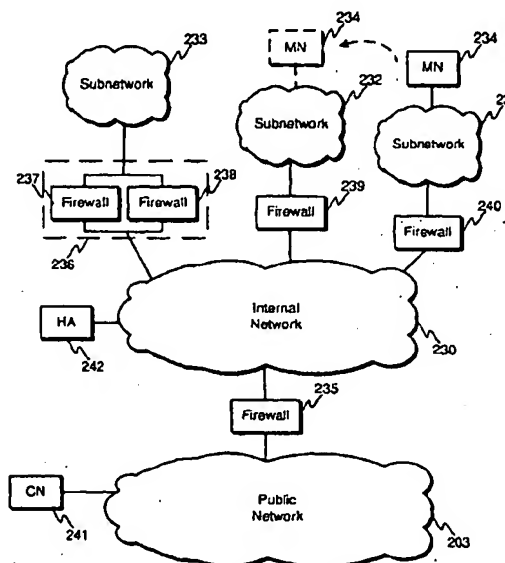 233
234
MN
234
MN
Subnetwork
232
Subnetwork
Subnetwork
237
Firewall
Firewall
238
239
Firewall
240
Firewall
236
Internal
Network
HA
242
230
235
Firewall
CN
241
Public
Network
203